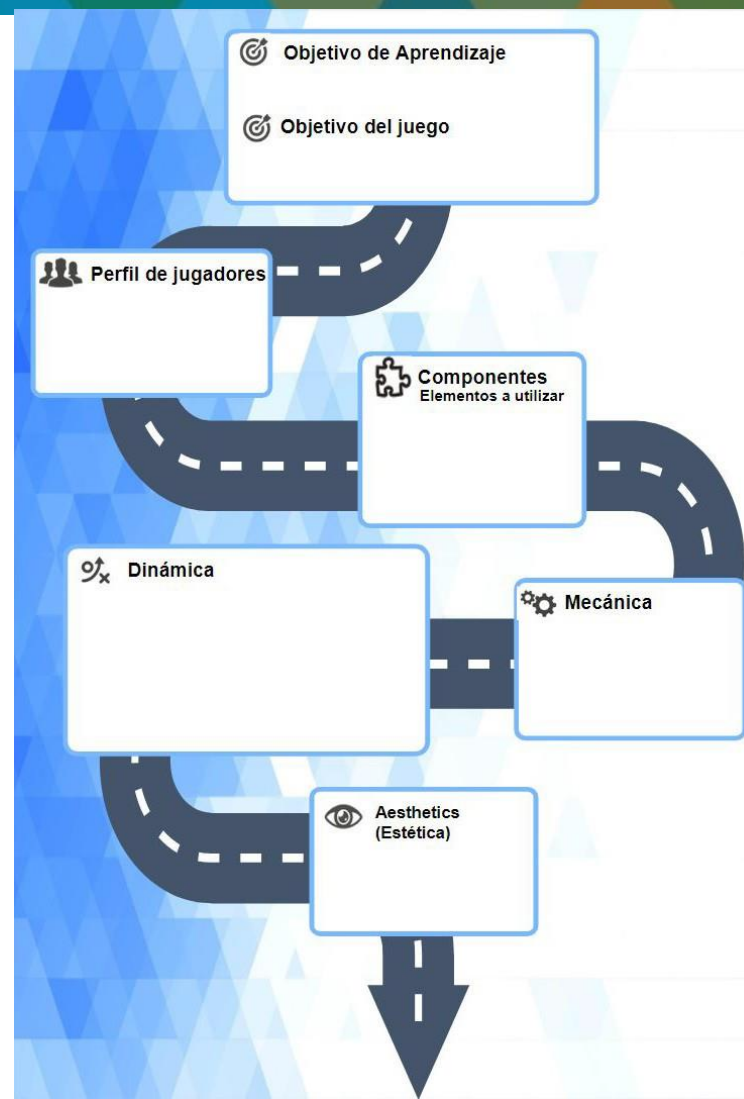 Objetivo de Aprendizaje
Objetivo del juego
Perfil de jugadores
Componentes
Elementos a utilizar
Mecánica
Dinámica
Aesthetics
(Estética)